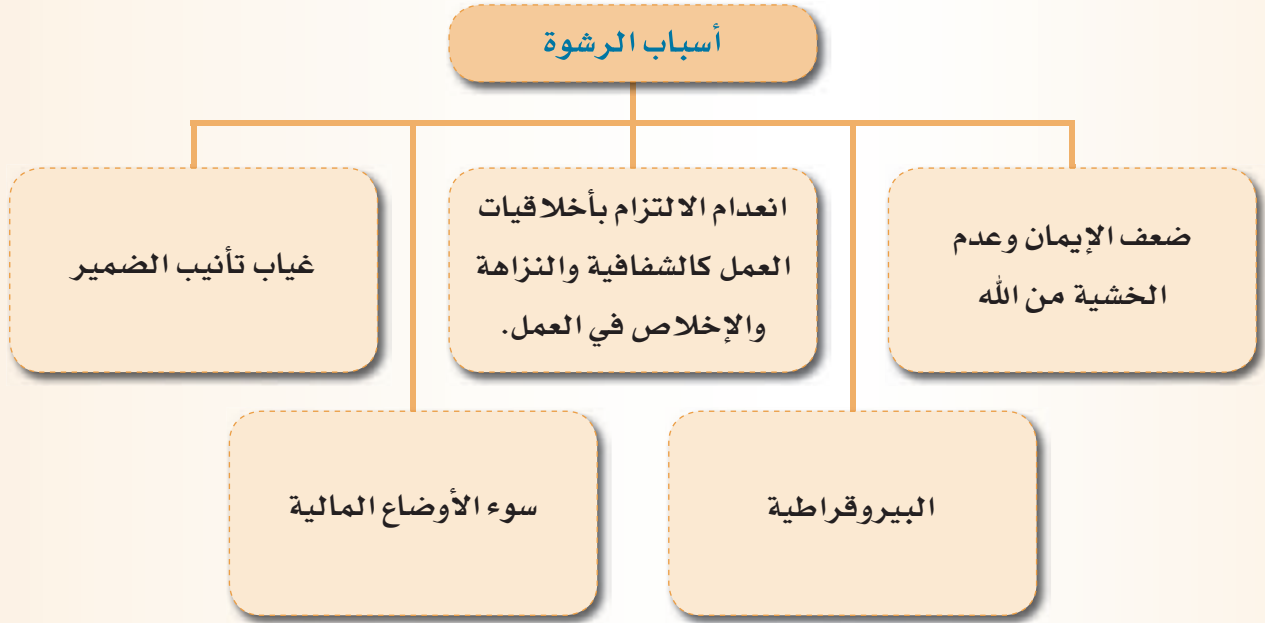 أسباب الرشوة
ضعف الإيمان وعدم
الخشية من الله
انعدام الالتزام بأخلاقيات
العمل كالشفافية والنزاهة
والإخلاص في العمل.
غياب تأنيب الضمير
البيروقراطية
سوء الأوضاع المالية